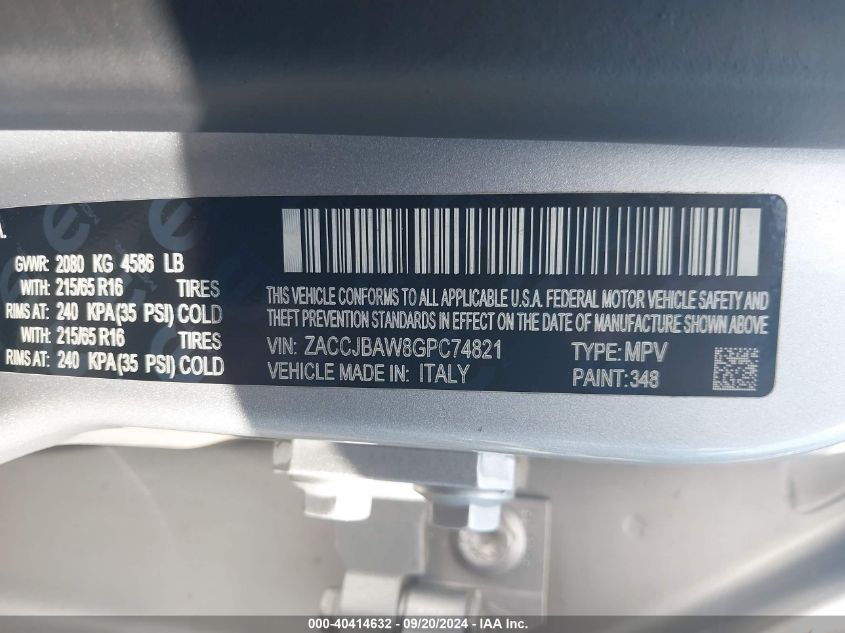 A.
GVWR: 2080 KG 4586 LB
WITH: 215/65 R16 TIRES
RIMS AT: 240 KPA(35 PSI) COLD
WITH: 215/65 R16 TIRES
RIMS AT: 240 KPA(35 PSI) COLD
THIS VEHICLE CONFORMS TO ALL APPLICABLE U.S.A. FEDERAL MOTOR VEHICLE SAFETY AND
THEFT PREVENTION STANDARDS IN EFFECT ON THE DATE OF MANUFACTURE SHOWN ABOVE
VIN: ZACCJBAW8GPC74821 TYPE: MPV
VEHICLE MADE IN: ITALY PAINT: 348
000-40414632 - 09/20/2024 - IAAI Inc.